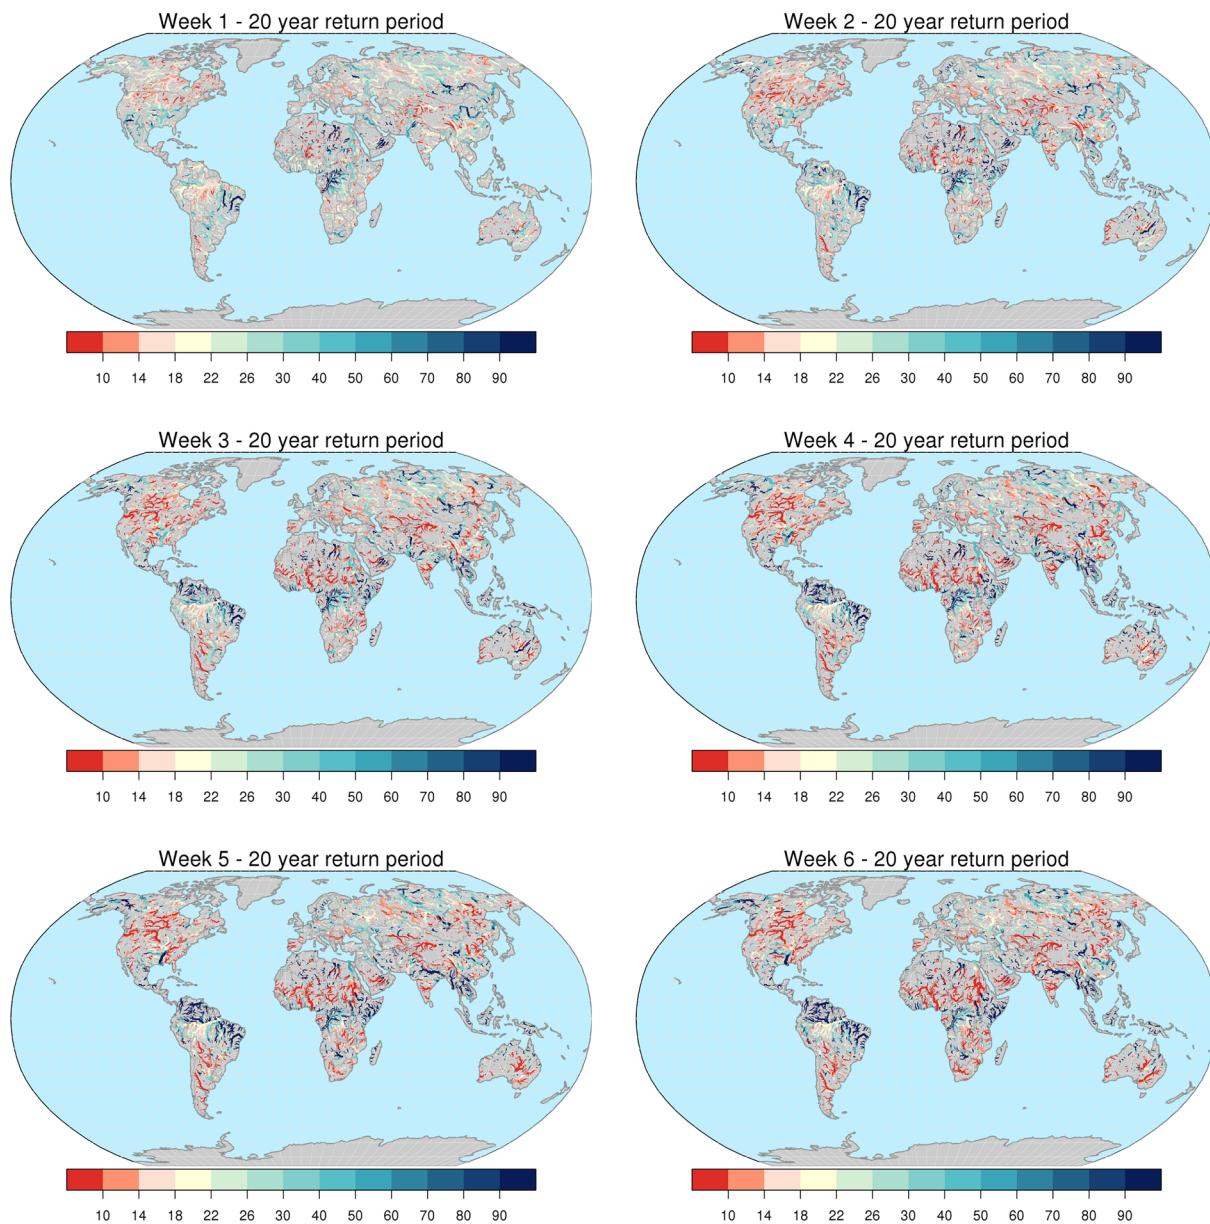 Week 1 - 20 year return period
10 14 18 22 26 30 40 50 60 70 80 90
Week 2 - 20 year return period
10 14 18 22 26 30 40 50 60 70 80 90
Week 3 - 20 year return period
10 14 18 22 26 30 40 50 60 70 80 90
Week 4 - 20 year return period
10 14 18 22 26 30 40 50 60 70 80 90
Week 5 - 20 year return period
10 14 18 22 26 30 40 50 60 70 80 90
Week 6 - 20 year return period
10 14 18 22 26 30 40 50 60 70 80 90